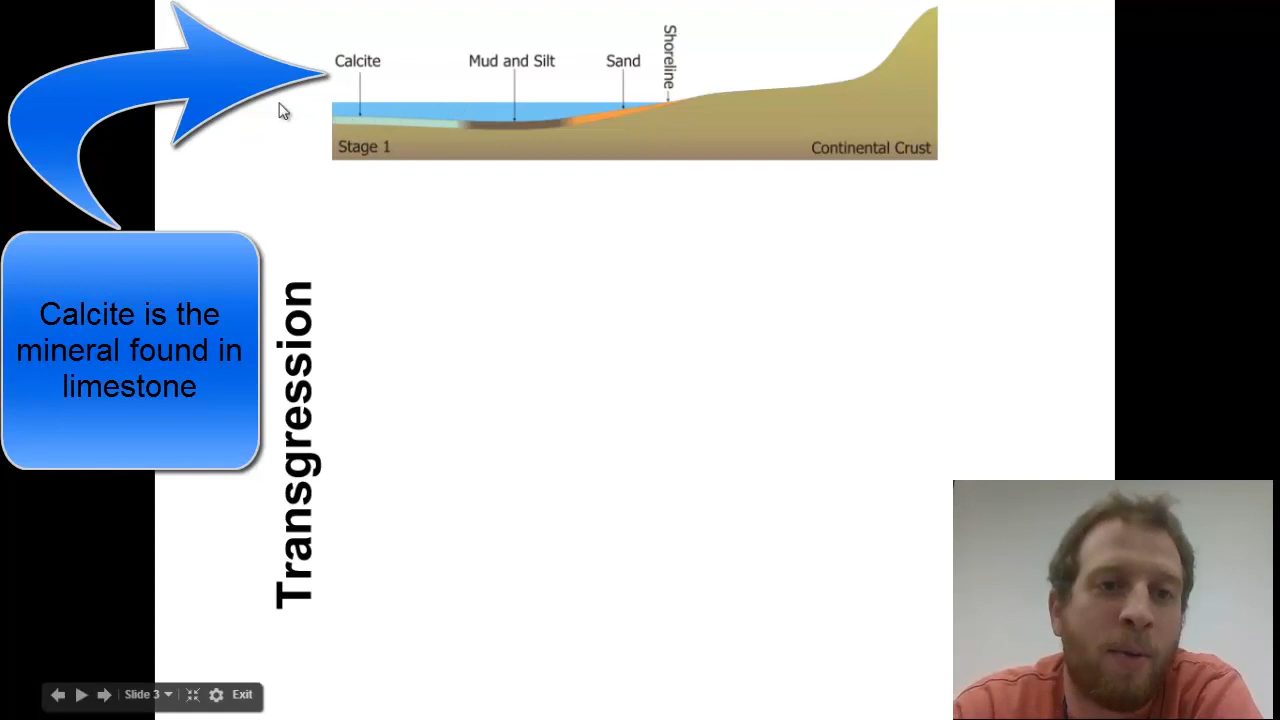 Calcite
Mud and Silt
Sand
Shoreline
Stage 1
Continental Crust
Calcite is the
mineral found in
limestone
Transgression
Slide 3
Exit